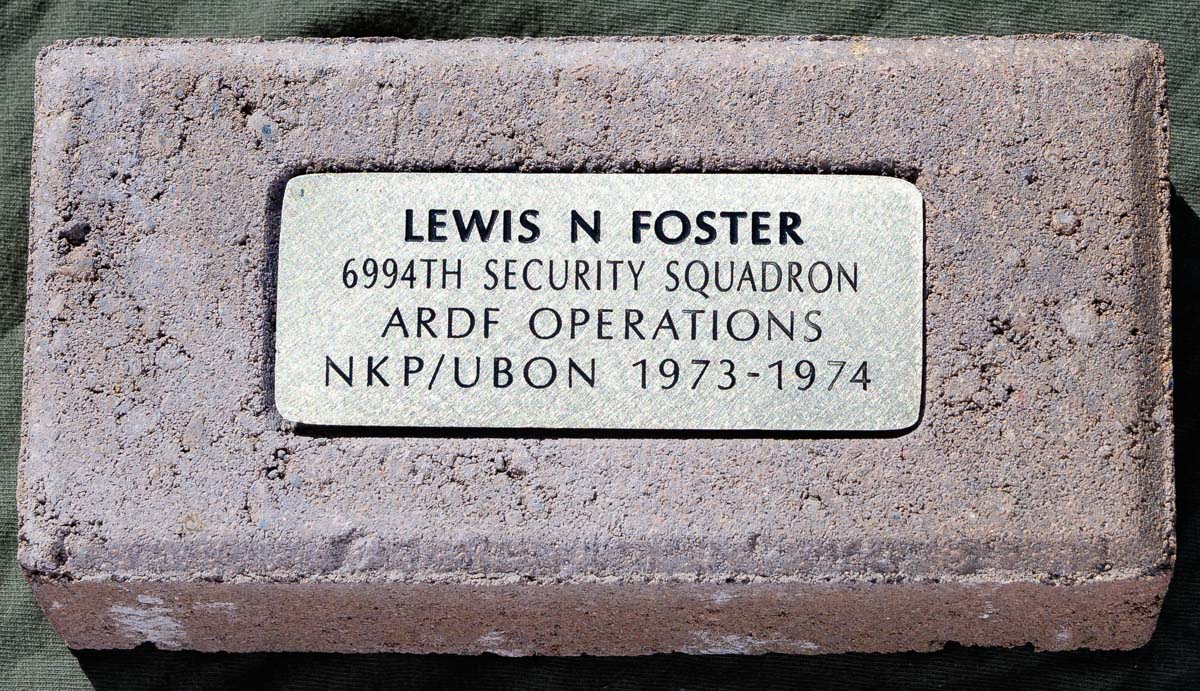 LEWIS N FOSTER
6994TH SECURITY SQUADRON
ARDF OPERATIONS
NKP/UBON 1973-1974